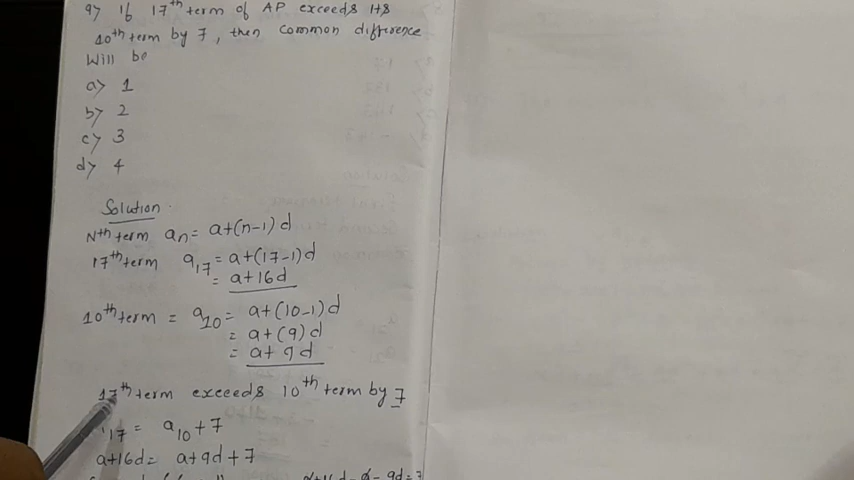 9) If 17th term of AP exceeds its
10th term by 7, then common difference
Will be
a) 1
b) 2
c) 3
d) 4
Solution.
Nth term an = a+(n-1)d
17th term a17 = a+(17-1)d
= a+16d
10th term = a10 = a+(10-1)d
= a+(9)d
= a+9d
17th term exceeds 10th term by 7
17 = a10+7
a+16d = a+9d+7